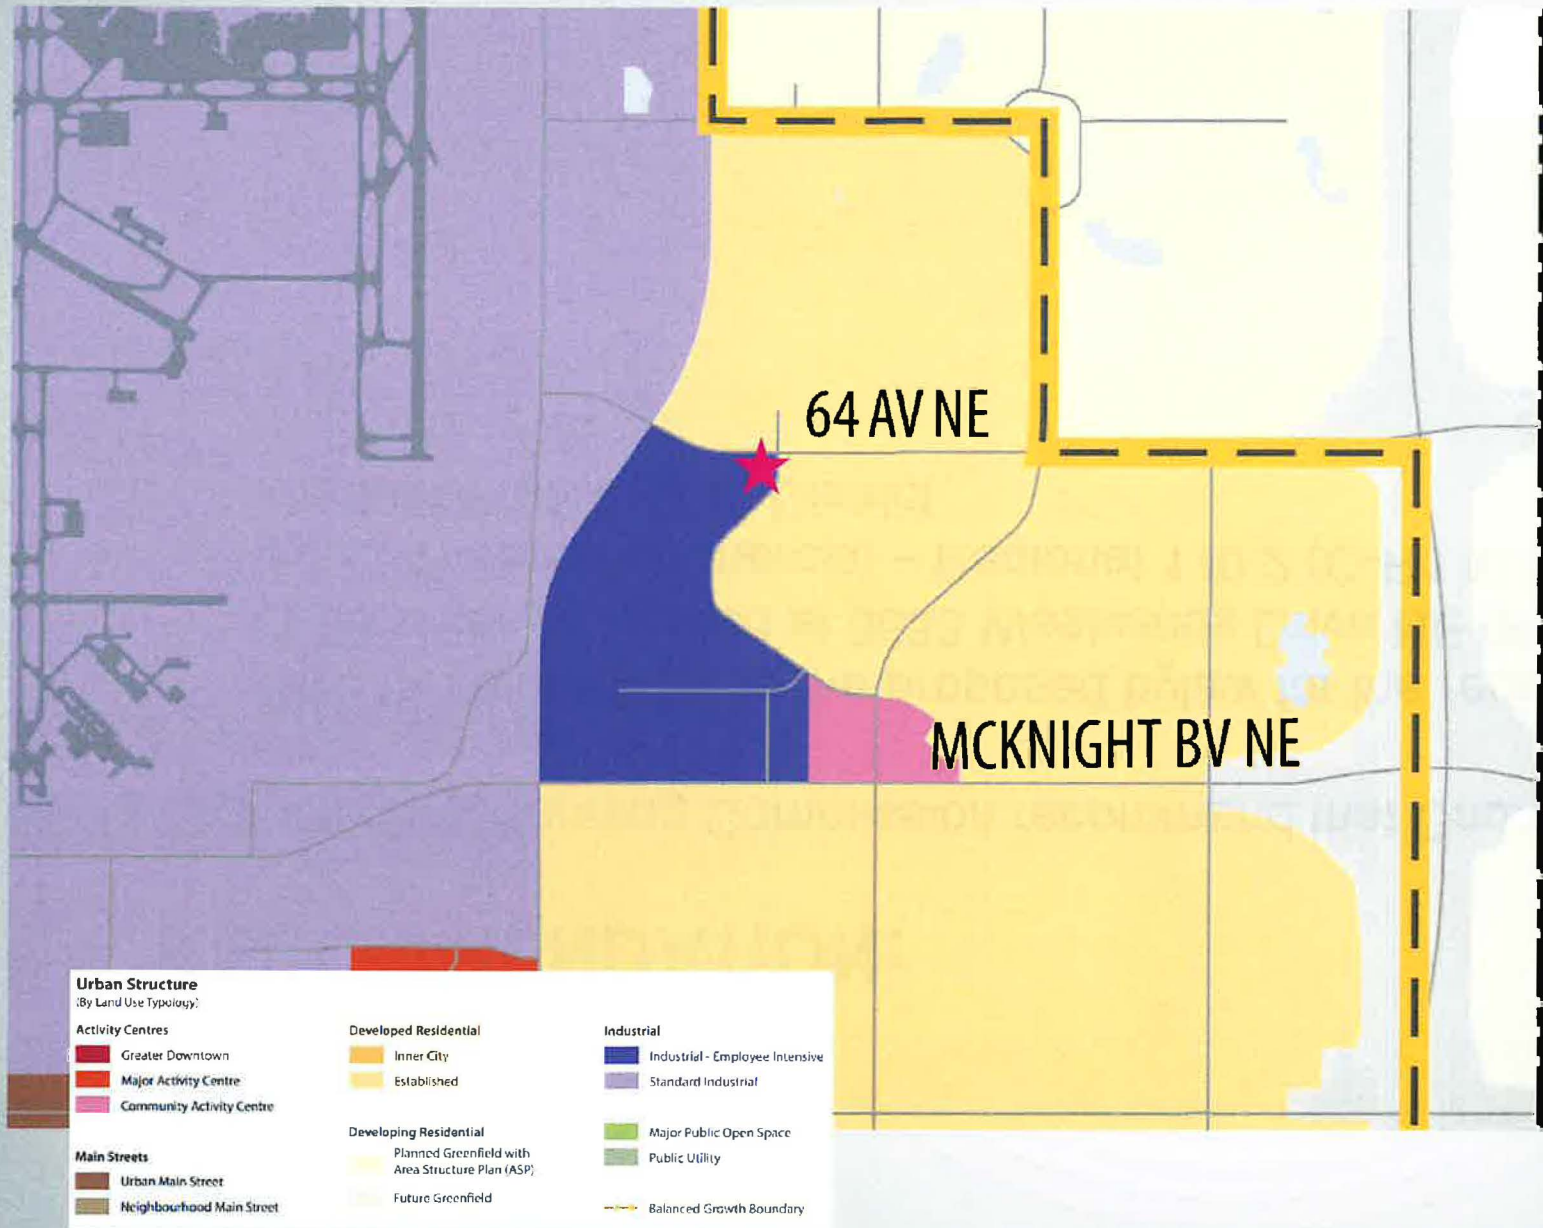 64 AV NE
MCKNIGHT BV NE
Urban Structure
(By Land Use Typology)
Activity Centres
Greater Downtown
Major Activity Centre
Community Activity Centre
Main Streets
Urban Main Street
Neighbourhood Main Street
Developed Residential
Inner City
Established
Developing Residential
Planned Greenfield with
Area Structure Plan (ASP)
Future Greenfield
Industrial
Industrial - Employee Intensive
Standard Industrial
Major Public Open Space
Public Utility
Balanced Growth Boundary